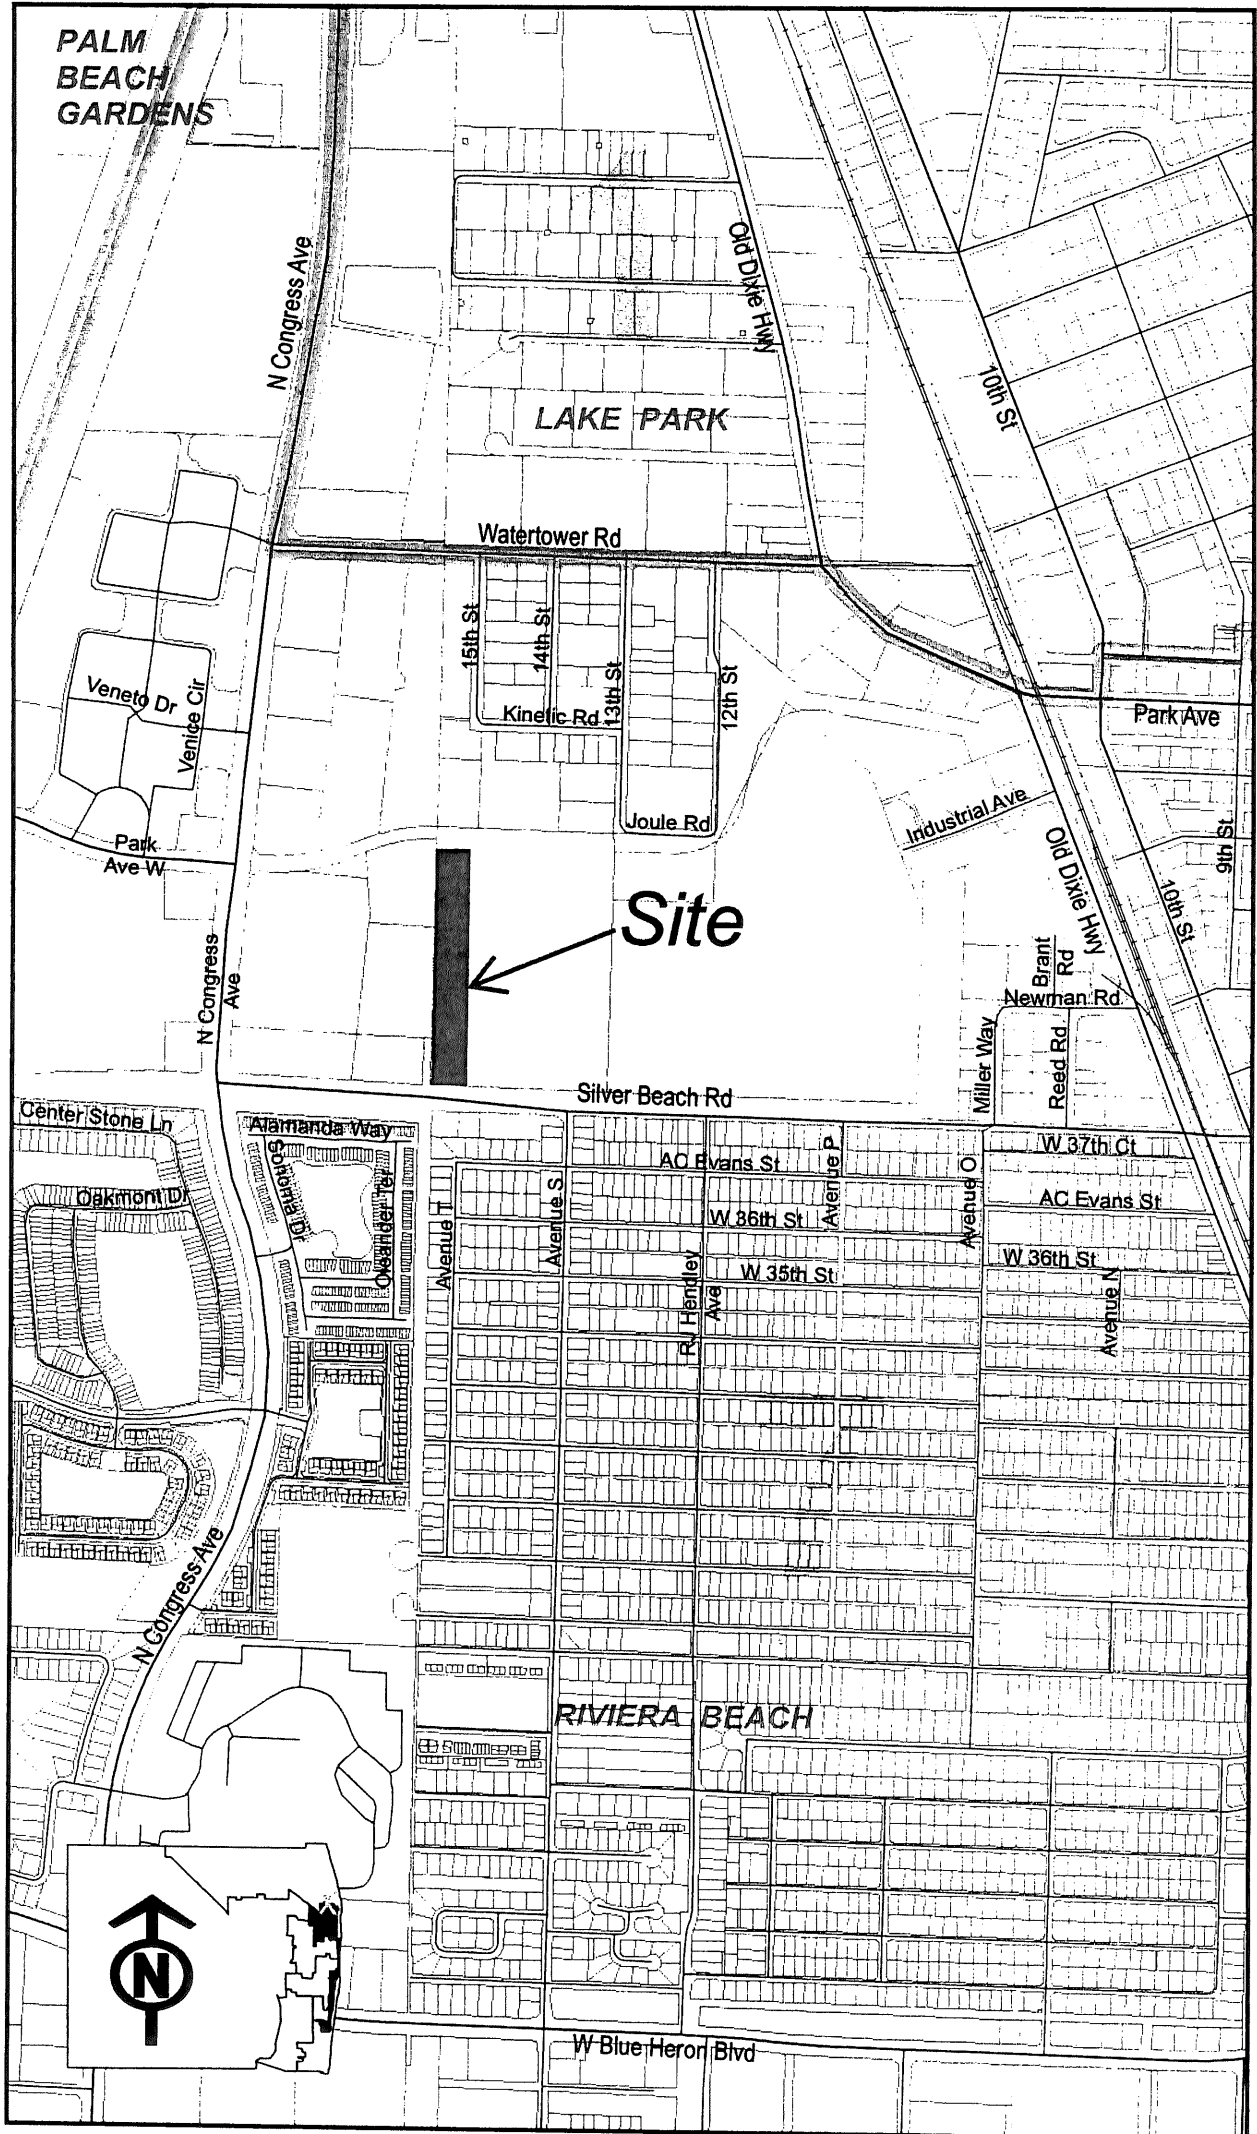 PALM
BEACH
GARDENS
N Congress Ave
Old Dixie Hwy
10th St
LAKE PARK
Watertower Rd
15th St
14th St
13th St
12th St
Kinetic Rd
Veneto Dr
Venice Cir
Park Ave
Joule Rd
Industrial Ave
Park
Ave W
9th St
Old Dixie Hwy
10th St
Site
N Congress
Ave
Brant
Rd
Newman Rd
Miller Way
Reed Rd
Silver Beach Rd
Center Stone Ln
Alamanda Way
Sonoma Dr
Oleander Ter
Oakmont Dr
AC Evans St
Avenue P
W 37th Ct
Avenue T
Avenue S
W 36th St
Avenue O
AC Evans St
W 35th St
W 36th St
RJ Hendley
Ave
Avenue N
N Congress Ave
RIVIERA BEACH
N
W Blue Heron Blvd